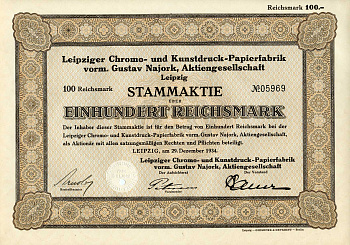 Reichsmark 100.–
Leipziger Chromo- und Kunstdruck-Papierfabrik
vorm. Gustav Najork, Aktiengesellschaft
Leipzig
100 Reichsmark
№05969
STAMMAKTIE
ÜBER
EINHUNDERT REICHSMARK
Der Inhaber dieser Stammaktie ist für den Betrag von Einhundert Reichsmark bei der
Leipziger Chromo- und Kunstdruck-Papierfabrik vorm. Gustav Najork, Aktiengesellschaft,
als Aktionär mit allen satzungsmäßigen Rechten und Pflichten beteiligt.
LEIPZIG, am 29. Dezember 1934.
Leipziger Chromo- und Kunstdruck-Papierfabrik
vorm. Gustav Najork, Aktiengesellschaft
Der Aufsichtsrat
Der Vorstand